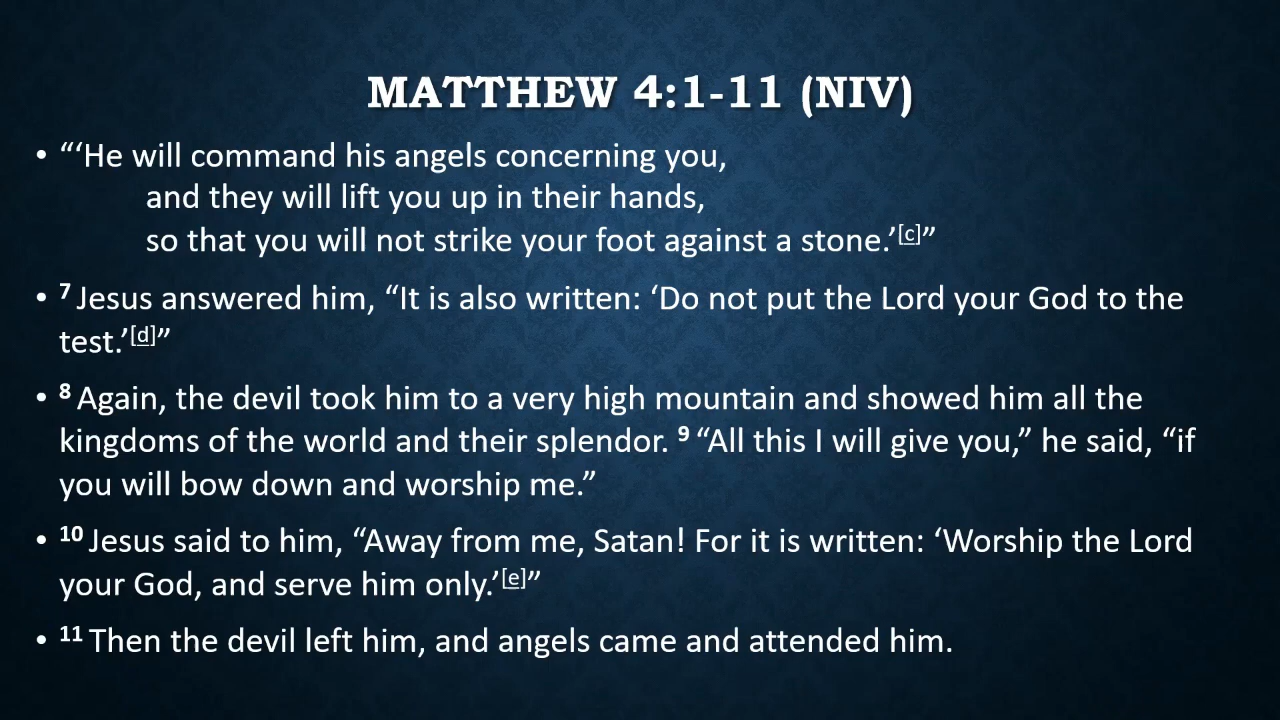 MATTHEW 4:1-11 (NIV)
• “‘He will command his angels concerning you,
and they will lift you up in their hands,
so that you will not strike your foot against a stone.’[c]”
• 7 Jesus answered him, “It is also written: ‘Do not put the Lord your God to the
test.’[d]”
• 8 Again, the devil took him to a very high mountain and showed him all the
kingdoms of the world and their splendor. 9 “All this I will give you,” he said, “if
you will bow down and worship me.”
• 10 Jesus said to him, “Away from me, Satan! For it is written: ‘Worship the Lord
your God, and serve him only.’[e]”
• 11 Then the devil left him, and angels came and attended him.